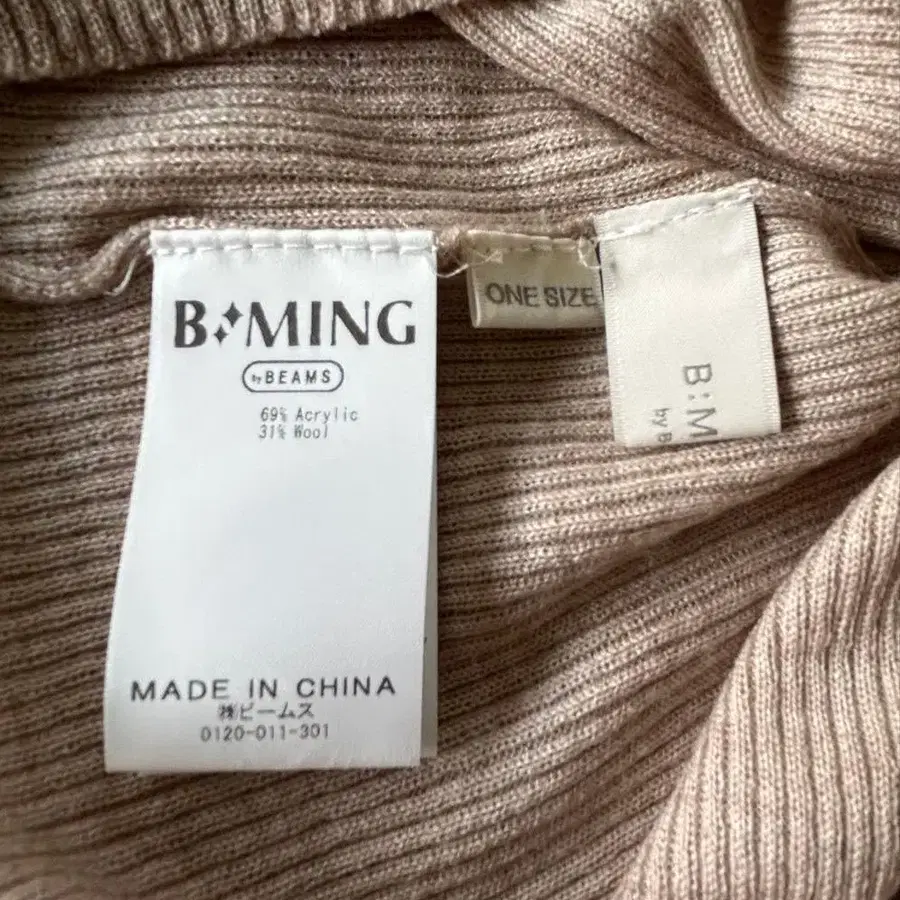 B:MING
by BEAMS
69% Acrylic
31% Wool
MADE IN CHINA
㈱ビームス
0120-011-301
ONE SIZE
B:M
by B